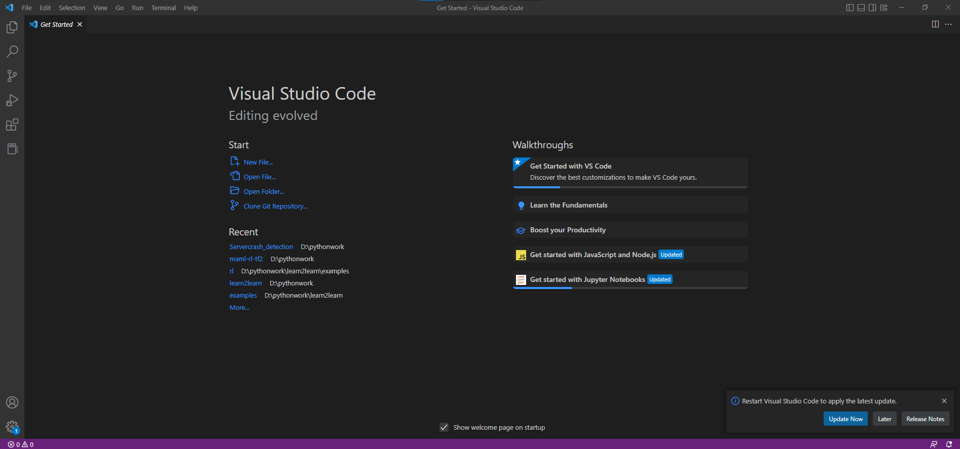 File Edit Selection View Go Run Terminal Help
Get Started - Visual Studio Code
Get Started
Visual Studio Code
Editing evolved
Start
New File...
Open File...
Open Folder...
Clone Git Repository...
Recent
Servercrash_detection D:\pythonwork
maml-rl-tf2 D:\pythonwork
rl D:\pythonwork\learn2learn\examples
learn2learn D:\pythonwork
examples D:\pythonwork\learn2learn
More...
Walkthroughs
Get Started with VS Code
Discover the best customizations to make VS Code yours.
Learn the Fundamentals
Boost your Productivity
JS Get started with JavaScript and Node.js Updated
Get started with Jupyter Notebooks Updated
Restart Visual Studio Code to apply the latest update.
Update Now Later Release Notes
Show welcome page on startup
1
0 0